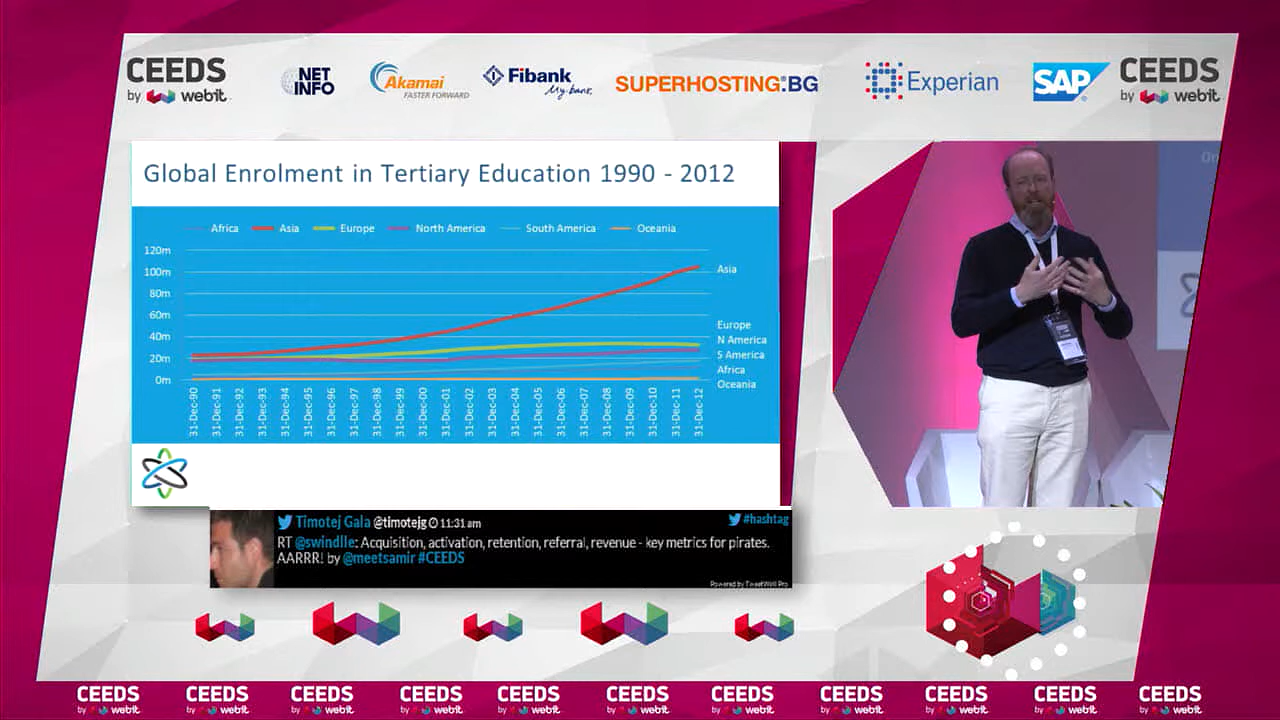 CEEDS
by webit
NET
INFO
Akamai
FASTER FORWARD
Fibank
My bank.
SUPERHOSTING.BG
Experian
SAP
CEEDS
by webit
Global Enrolment in Tertiary Education 1990 - 2012
Africa Asia Europe North America South America Oceania
120m
100m
80m
60m
40m
20m
0m
Asia
Europe
N America
S America
Africa
Oceania
31-Dec-90
31-Dec-91
31-Dec-92
31-Dec-93
31-Dec-94
31-Dec-95
31-Dec-96
31-Dec-97
31-Dec-98
31-Dec-99
31-Dec-00
31-Dec-01
31-Dec-02
31-Dec-03
31-Dec-04
31-Dec-05
31-Dec-06
31-Dec-07
31-Dec-08
31-Dec-09
31-Dec-10
31-Dec-11
31-Dec-12
Timotej Gala @timotejg 11:31 am
#hashtag
RT @swindlle: Acquisition, activation, retention, referral, revenue - key metrics for pirates.
AARRR! by @meetsamir #CEEDS
Powered by TweetWall Pro
CEEDS CEEDS CEEDS CEEDS CEEDS CEEDS CEEDS CEEDS CEEDS CEEDS CEEDS
by webit by webit by webit by webit by webit by webit by webit by webit by webit by webit by webit